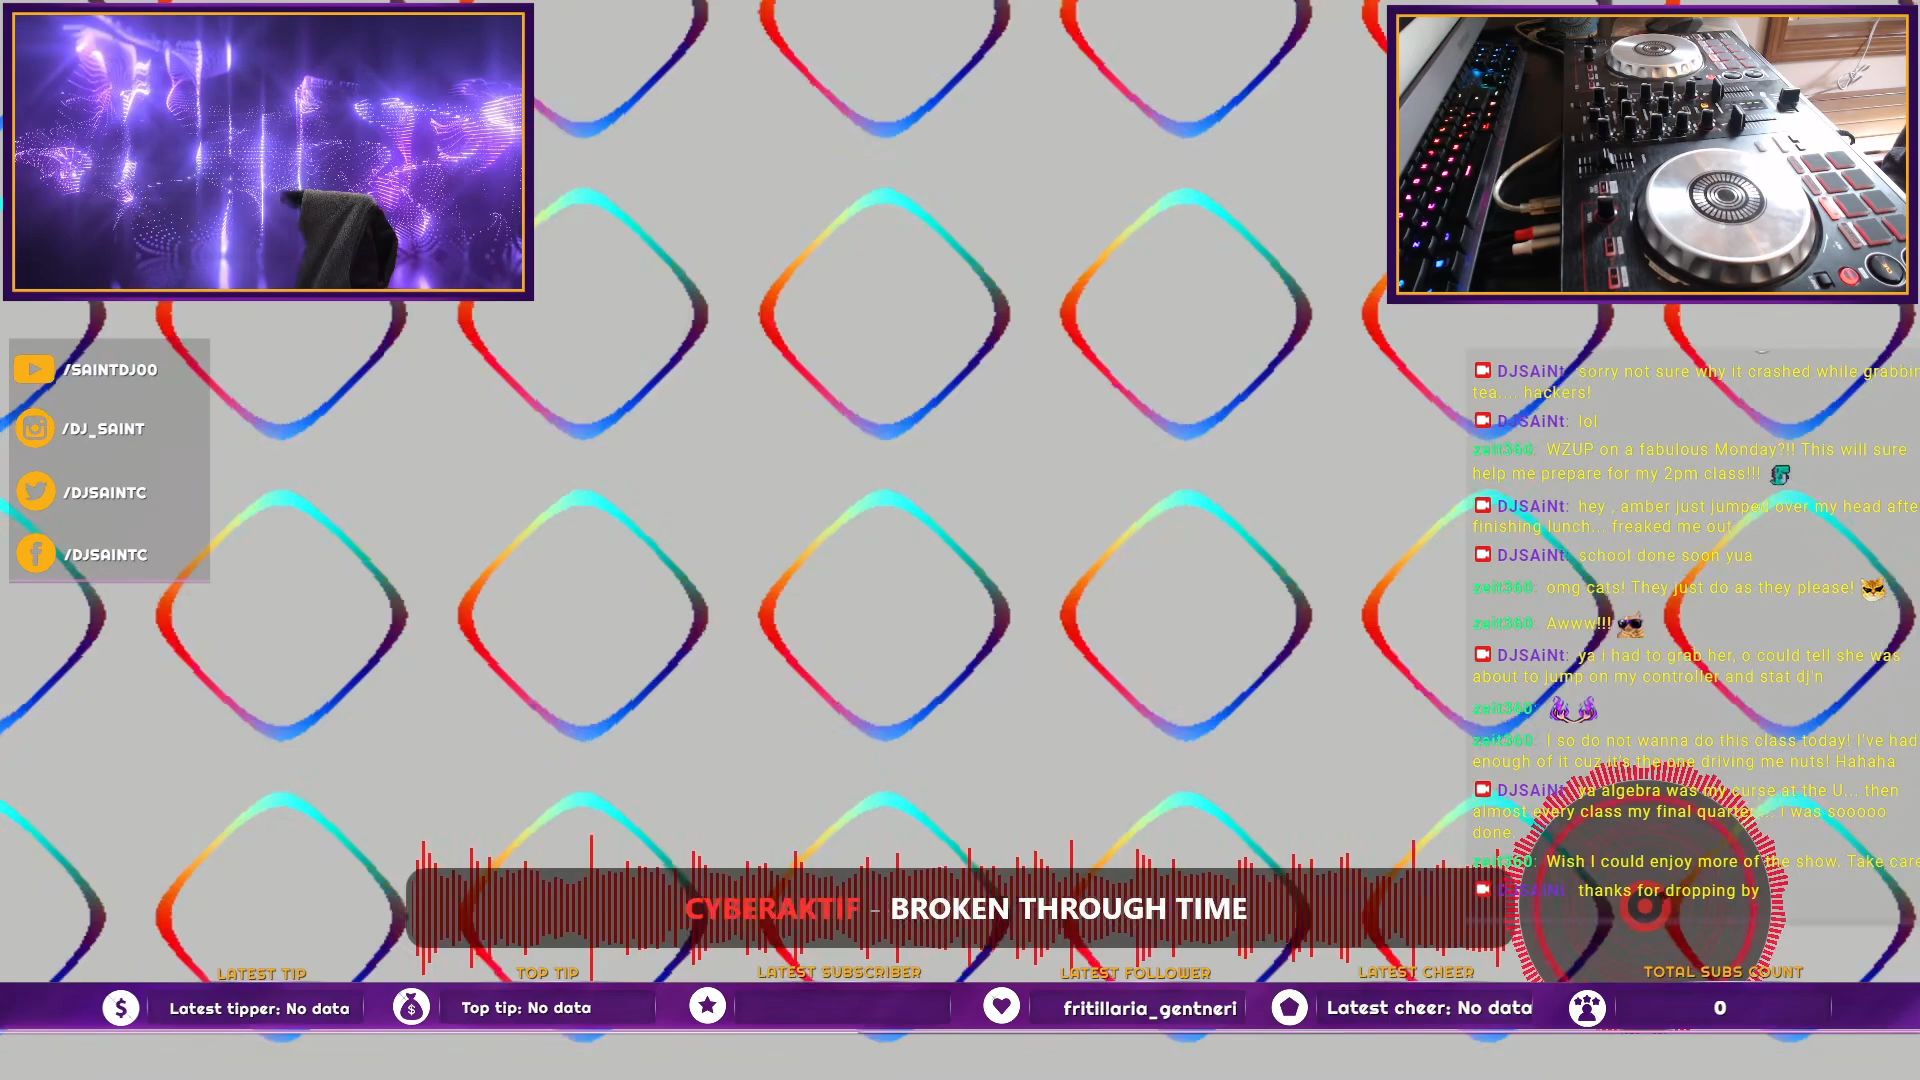 /SAINTDJ00
/DJ_SAINT
/DJSAINTC
/DJSAINTC
DJSAiNt: sorry not sure why it crashed while grabbin
tea.... hackers!
DJSAiNt: lol
zeit360: WZUP on a fabulous Monday?!! This will sure
help me prepare for my 2pm class!!!
DJSAiNt: hey , amber just jumped over my head afte
finishing lunch... freaked me out
DJSAiNt: school done soon yua
zeit360: omg cats! They just do as they please!
zeit360: Awww!!!
DJSAiNt: ya i had to grab her, o could tell she was
about to jump on my controller and stat dj'n
zeit360:
zeit360: I so do not wanna do this class today! I've had
enough of it cuz it's the one driving me nuts! Hahaha
DJSAiNt: ya algebra was my curse at the U... then
almost every class my final quarter... i was sooooo
done.
zeit360: Wish I could enjoy more of the show. Take care
DJSAiNt: thanks for dropping by
CYBERAKTIF - BROKEN THROUGH TIME
LATEST TIP
TOP TIP
LATEST SUBSCRIBER
LATEST FOLLOWER
LATEST CHEER
TOTAL SUBS COUNT
Latest tipper: No data
Top tip: No data
fritillaria_gentneri
Latest cheer: No data
0